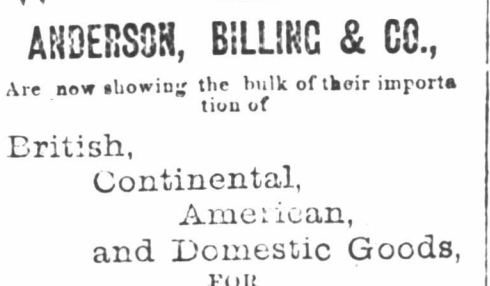 ANDERSON, BILLING & CO.,
Are now showing the bulk of their importa
tion of
British,
Continental,
American,
and Domestic Goods,
FOR